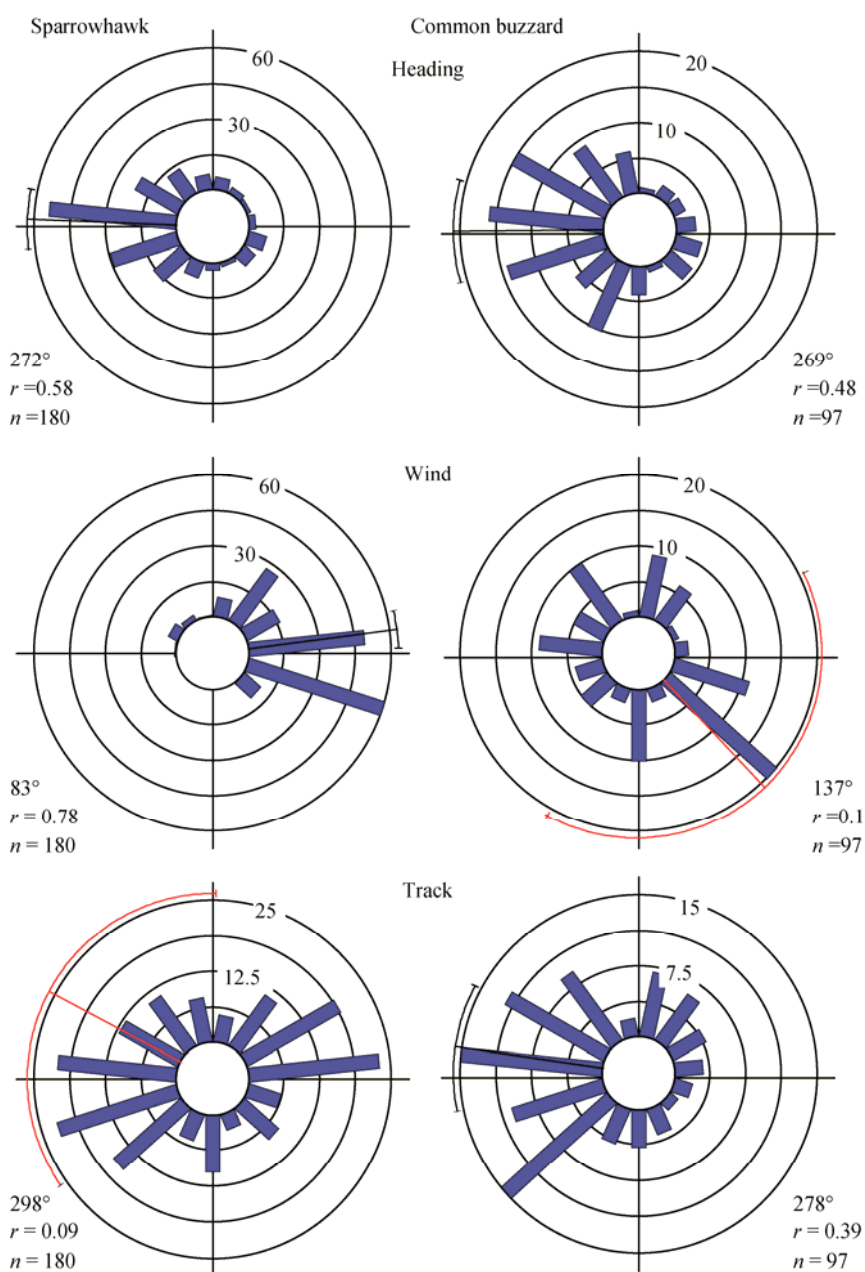 Sparrowhawk
Common buzzard
Heading
60
30
20
10
272°
r =0.58
n =180
269°
r =0.48
n =97
Wind
60
30
20
10
83°
r = 0.78
n = 180
137°
r =0.1
n =97
Track
25
12.5
15
7.5
298°
r = 0.09
n = 180
278°
r = 0.39
n = 97